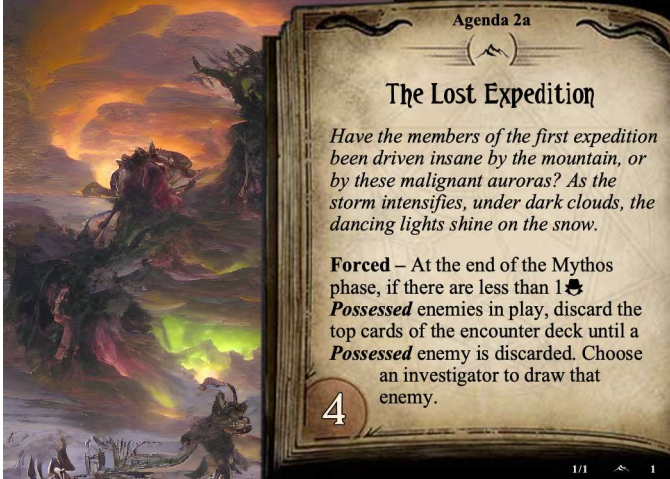 Agenda 2a
The Lost Expedition
Have the members of the first expedition
been driven insane by the mountain, or
by these malignant auroras? As the
storm intensifies, under dark clouds, the
dancing lights shine on the snow.
Forced – At the end of the Mythos
phase, if there are less than 1
Possessed enemies in play, discard the
top cards of the encounter deck until a
Possessed enemy is discarded. Choose
an investigator to draw that
enemy.
4
1/1 1